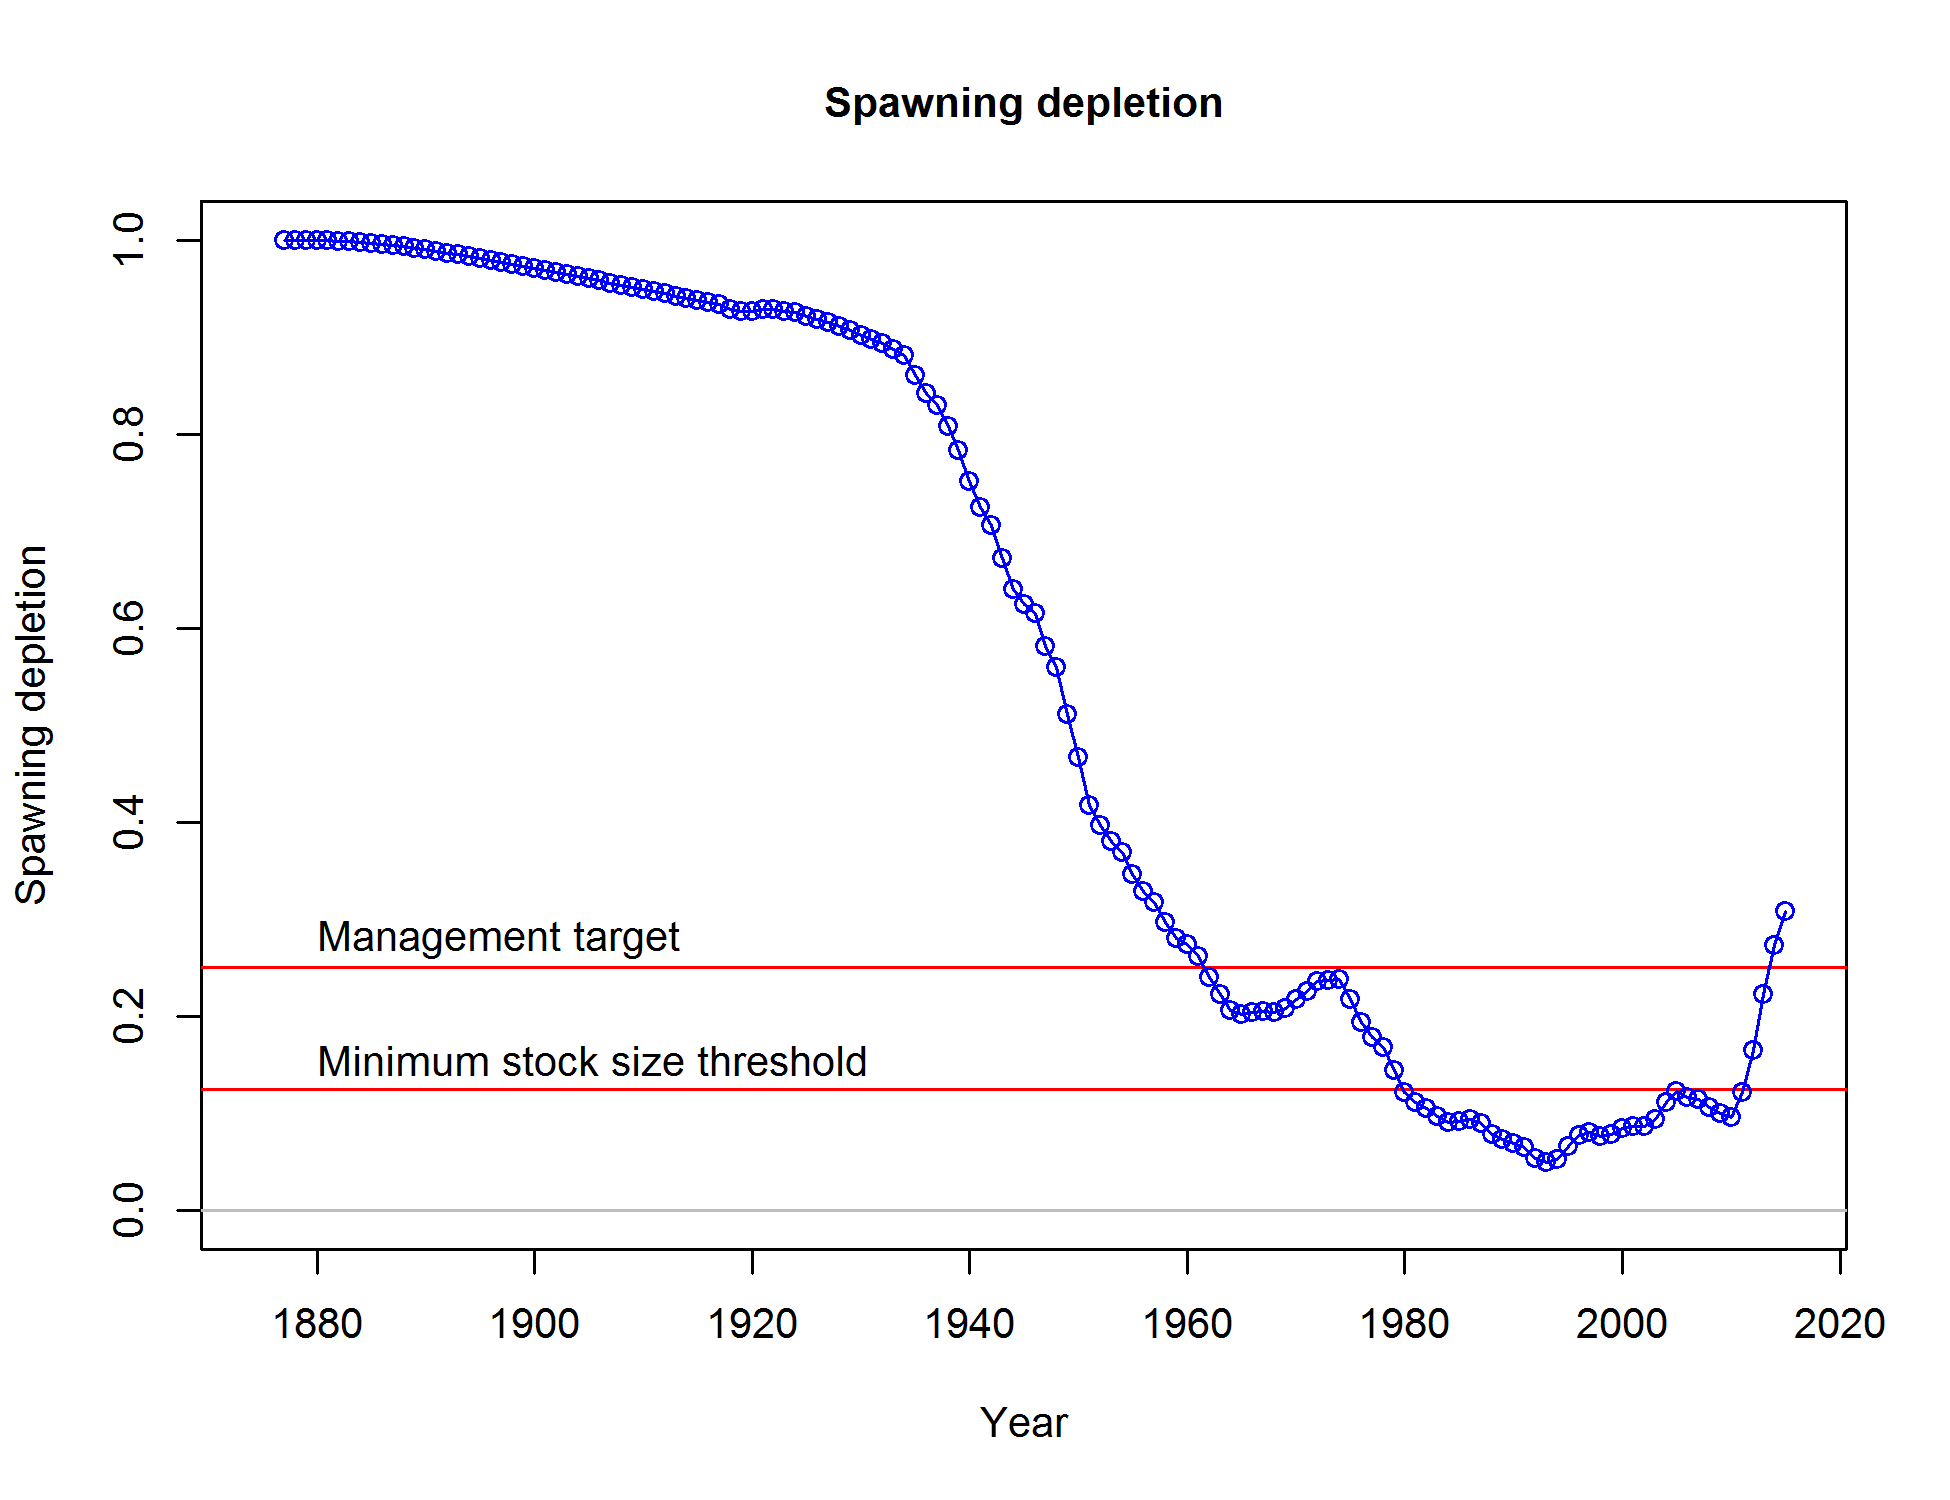 Spawning depletion
Spawning depletion
1.0
0.8
0.6
0.4
0.2
0.0
Management target
Minimum stock size threshold
1880 1900 1920 1940 1960 1980 2000 2020
Year